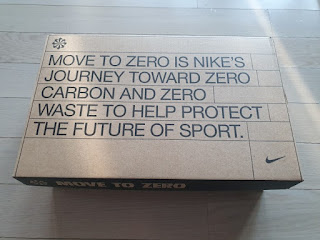 MOVE TO ZERO IS NIKE'S
JOURNEY TOWARD ZERO
CARBON AND ZERO
WASTE TO HELP PROTECT
THE FUTURE OF SPORT.
MOVE TO ZERO